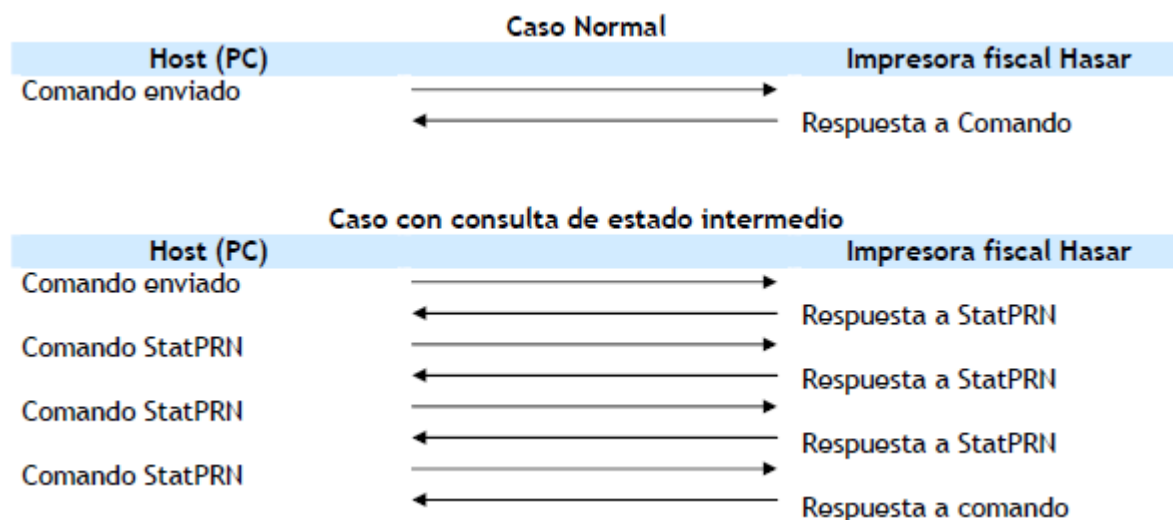 Caso Normal
Host (PC) Impresora fiscal Hasar
Comando enviado
Respuesta a Comando
Caso con consulta de estado intermedio
Host (PC) Impresora fiscal Hasar
Comando enviado
Respuesta a StatPRN
Comando StatPRN
Respuesta a StatPRN
Comando StatPRN
Respuesta a StatPRN
Comando StatPRN
Respuesta a comando